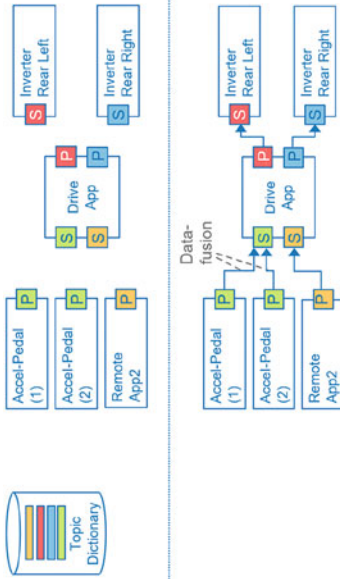 Topic
Dictionary
Accel-Pedal
(1)
P
Accel-Pedal
(2)
P
Remote
App2
P
S
S
Drive
App
P
P
S
Inverter
Rear Left
S
Inverter
Rear Right
Data-
fusion
Accel-Pedal
(1)
P
Accel-Pedal
(2)
P
Remote
App2
P
S
S
Drive
App
P
P
S
Inverter
Rear Left
S
Inverter
Rear Right